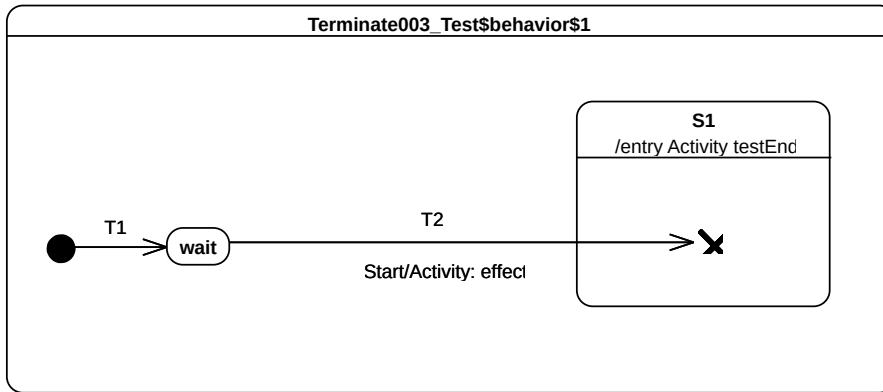 Terminate003_Test$behavior$1
S1
/entry Activity testEnd
T1
T2
wait
Start/Activity: effect